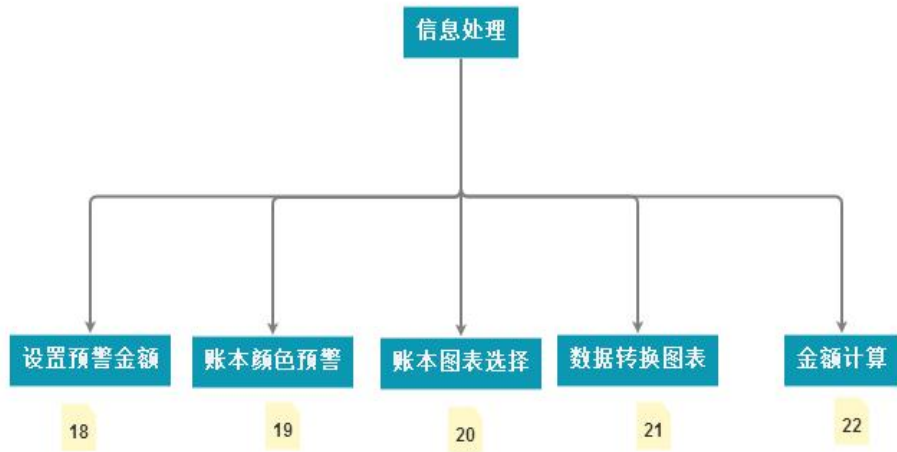 信息处理
设置预警金额
账本颜色预警
账本图表选择
数据转换图表
金额计算
18
19
20
21
22